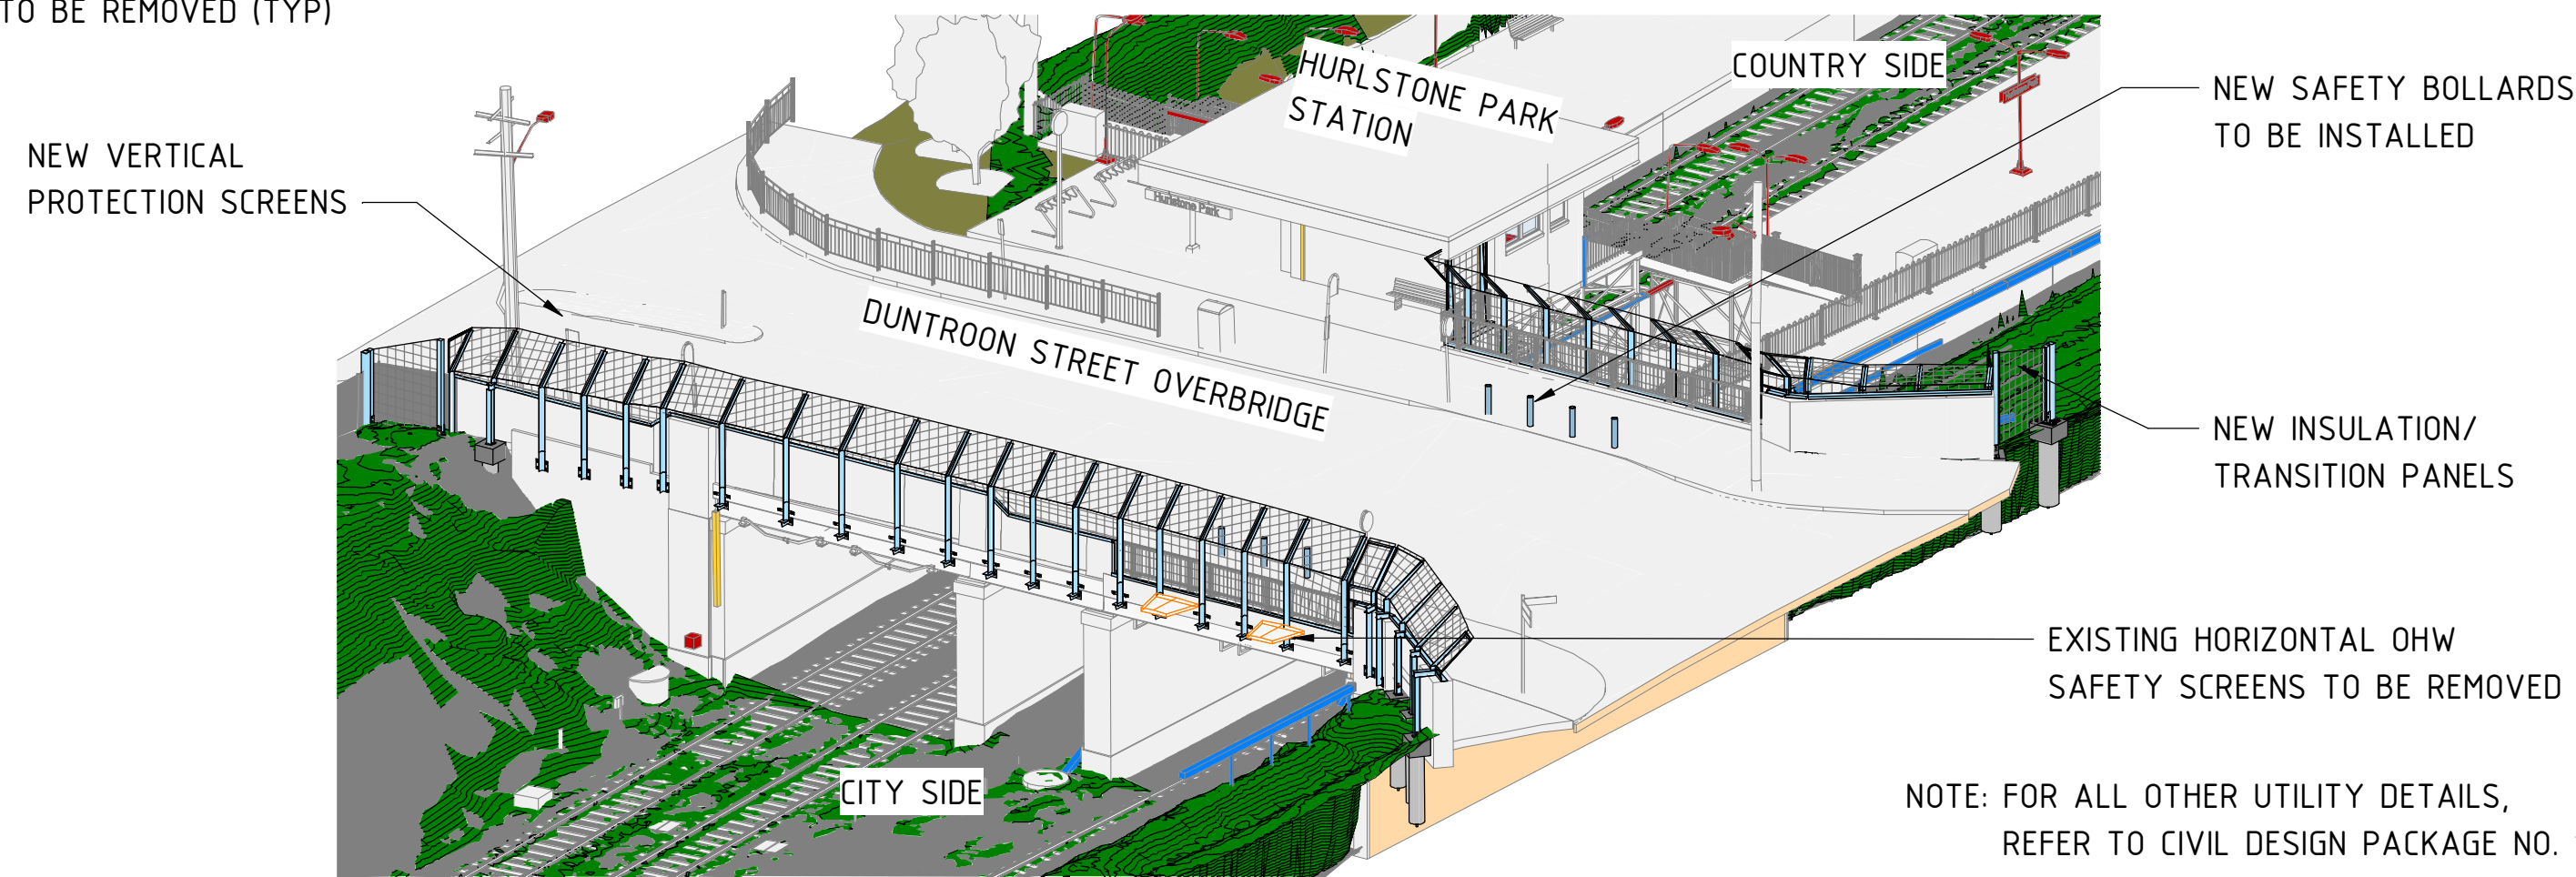 TO BE REMOVED (TYP)
NEW VERTICAL
PROTECTION SCREENS
HURLSTONE PARK
STATION
COUNTRY SIDE
NEW SAFETY BOLLARDS
TO BE INSTALLED
Hurlstone Park
DUNTROON STREET OVERBRIDGE
NEW INSULATION/
TRANSITION PANELS
EXISTING HORIZONTAL OHW
SAFETY SCREENS TO BE REMOVED
CITY SIDE
NOTE: FOR ALL OTHER UTILITY DETAILS,
REFER TO CIVIL DESIGN PACKAGE NO.